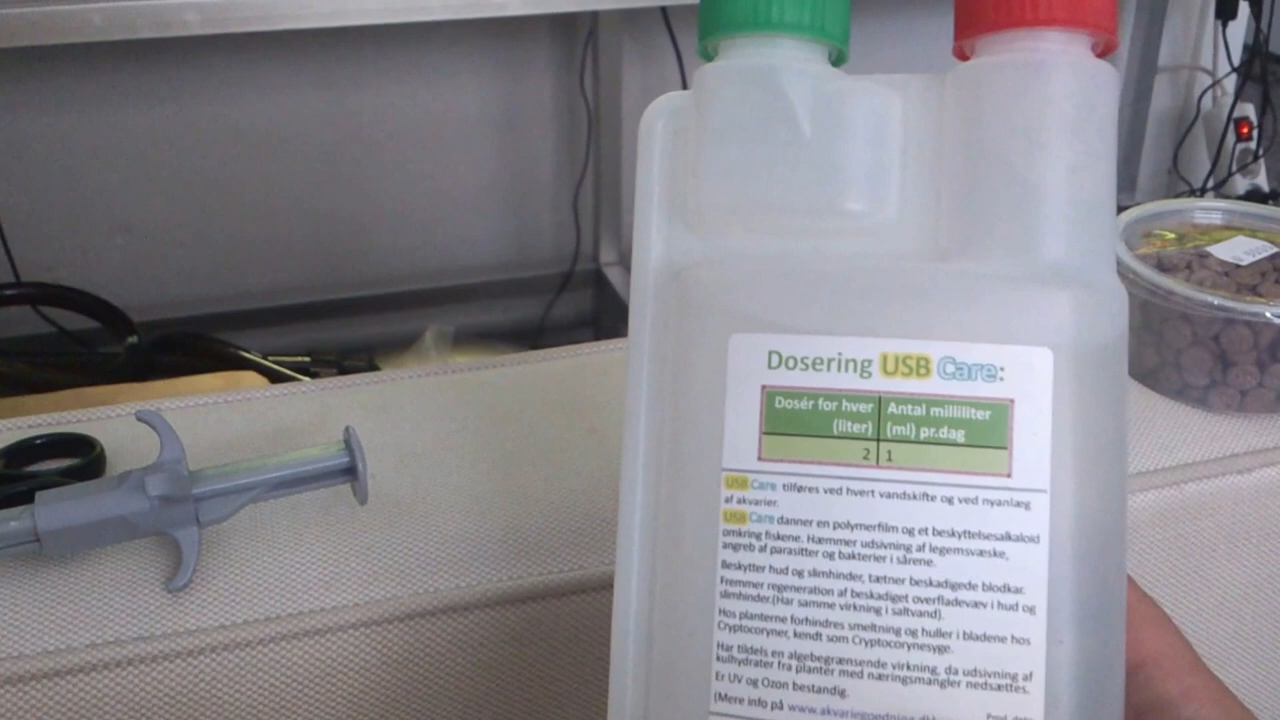 Dosering USB Care:
Dosér for hver (liter)
Antal milliliter (ml) pr.dag
2
1
USB Care tilføres ved hvert vandskifte og ved nyanlæg
af akvarier.
USB Care danner en polymerfilm og et beskyttelsesalkaloid
omkring fiskene. Hæmmer udsivning af legemsvæske,
angreb af parasitter og bakterier i sårene.
Beskytter hud og slimhinder, tætner beskadigede blodkar.
Fremmer regeneration af beskadiget overfladevæv i hud og
slimhinder.(Har samme virkning i saltvand).
Hos planterne forhindres smeltning og huller i bladene hos
Cryptocoryner, kendt som Cryptocorynesyge.
Har tildels en algebegrænsende virkning, da udsivning af
kulhydrater fra planter med næringsmangler nedsættes.
Er UV og Ozon bestandig.
(Mere info på